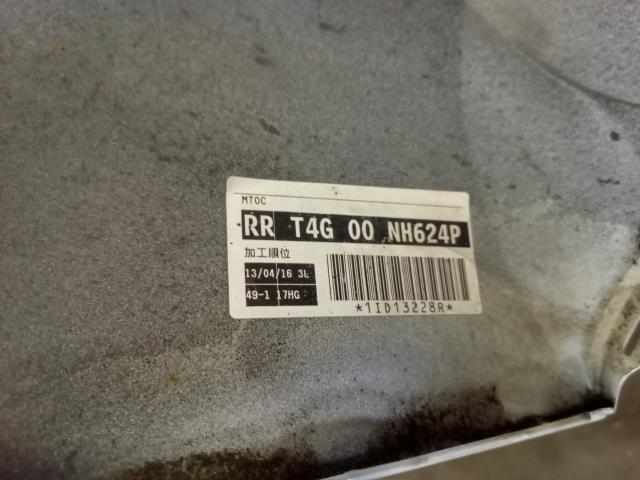 MTOC
RR T4G 00 NH624P
加工順位
13/04/16 3L
49-1 17HG
*1ID13228R*